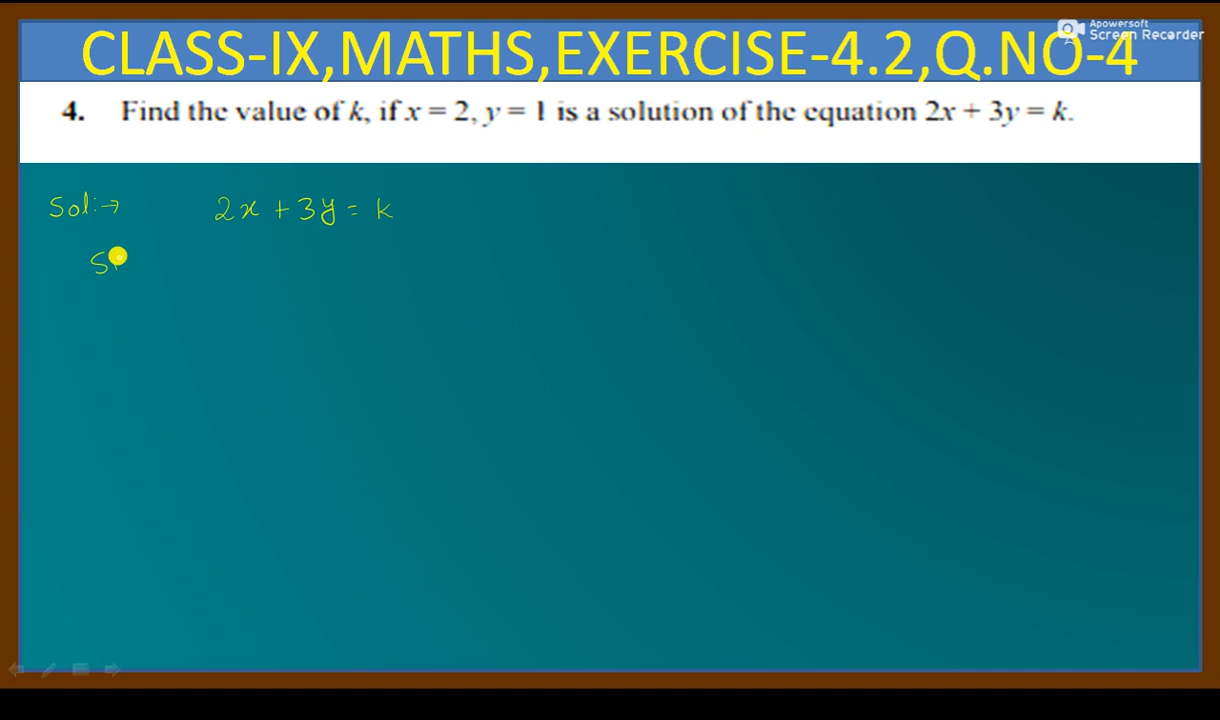 Apowersoft
Screen Recorder
CLASS-IX,MATHS,EXERCISE-4.2,Q.NO-4
4. Find the value of k, if x = 2, y = 1 is a solution of the equation 2x + 3y = k.
Sol:→ 2x + 3y = k